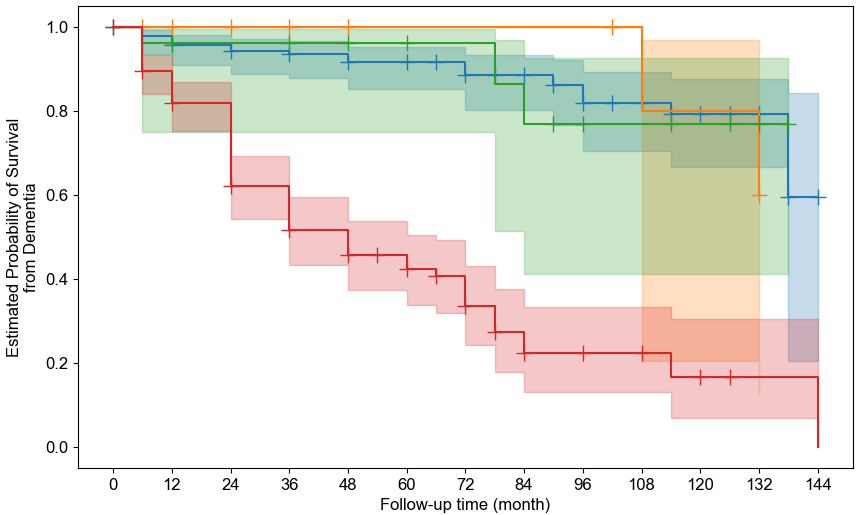 Estimated Probability of Survival
from Dementia
1.0
0.8
0.6
0.4
0.2
0.0
0 12 24 36 48 60 72 84 96 108 120 132 144
Follow-up time (month)